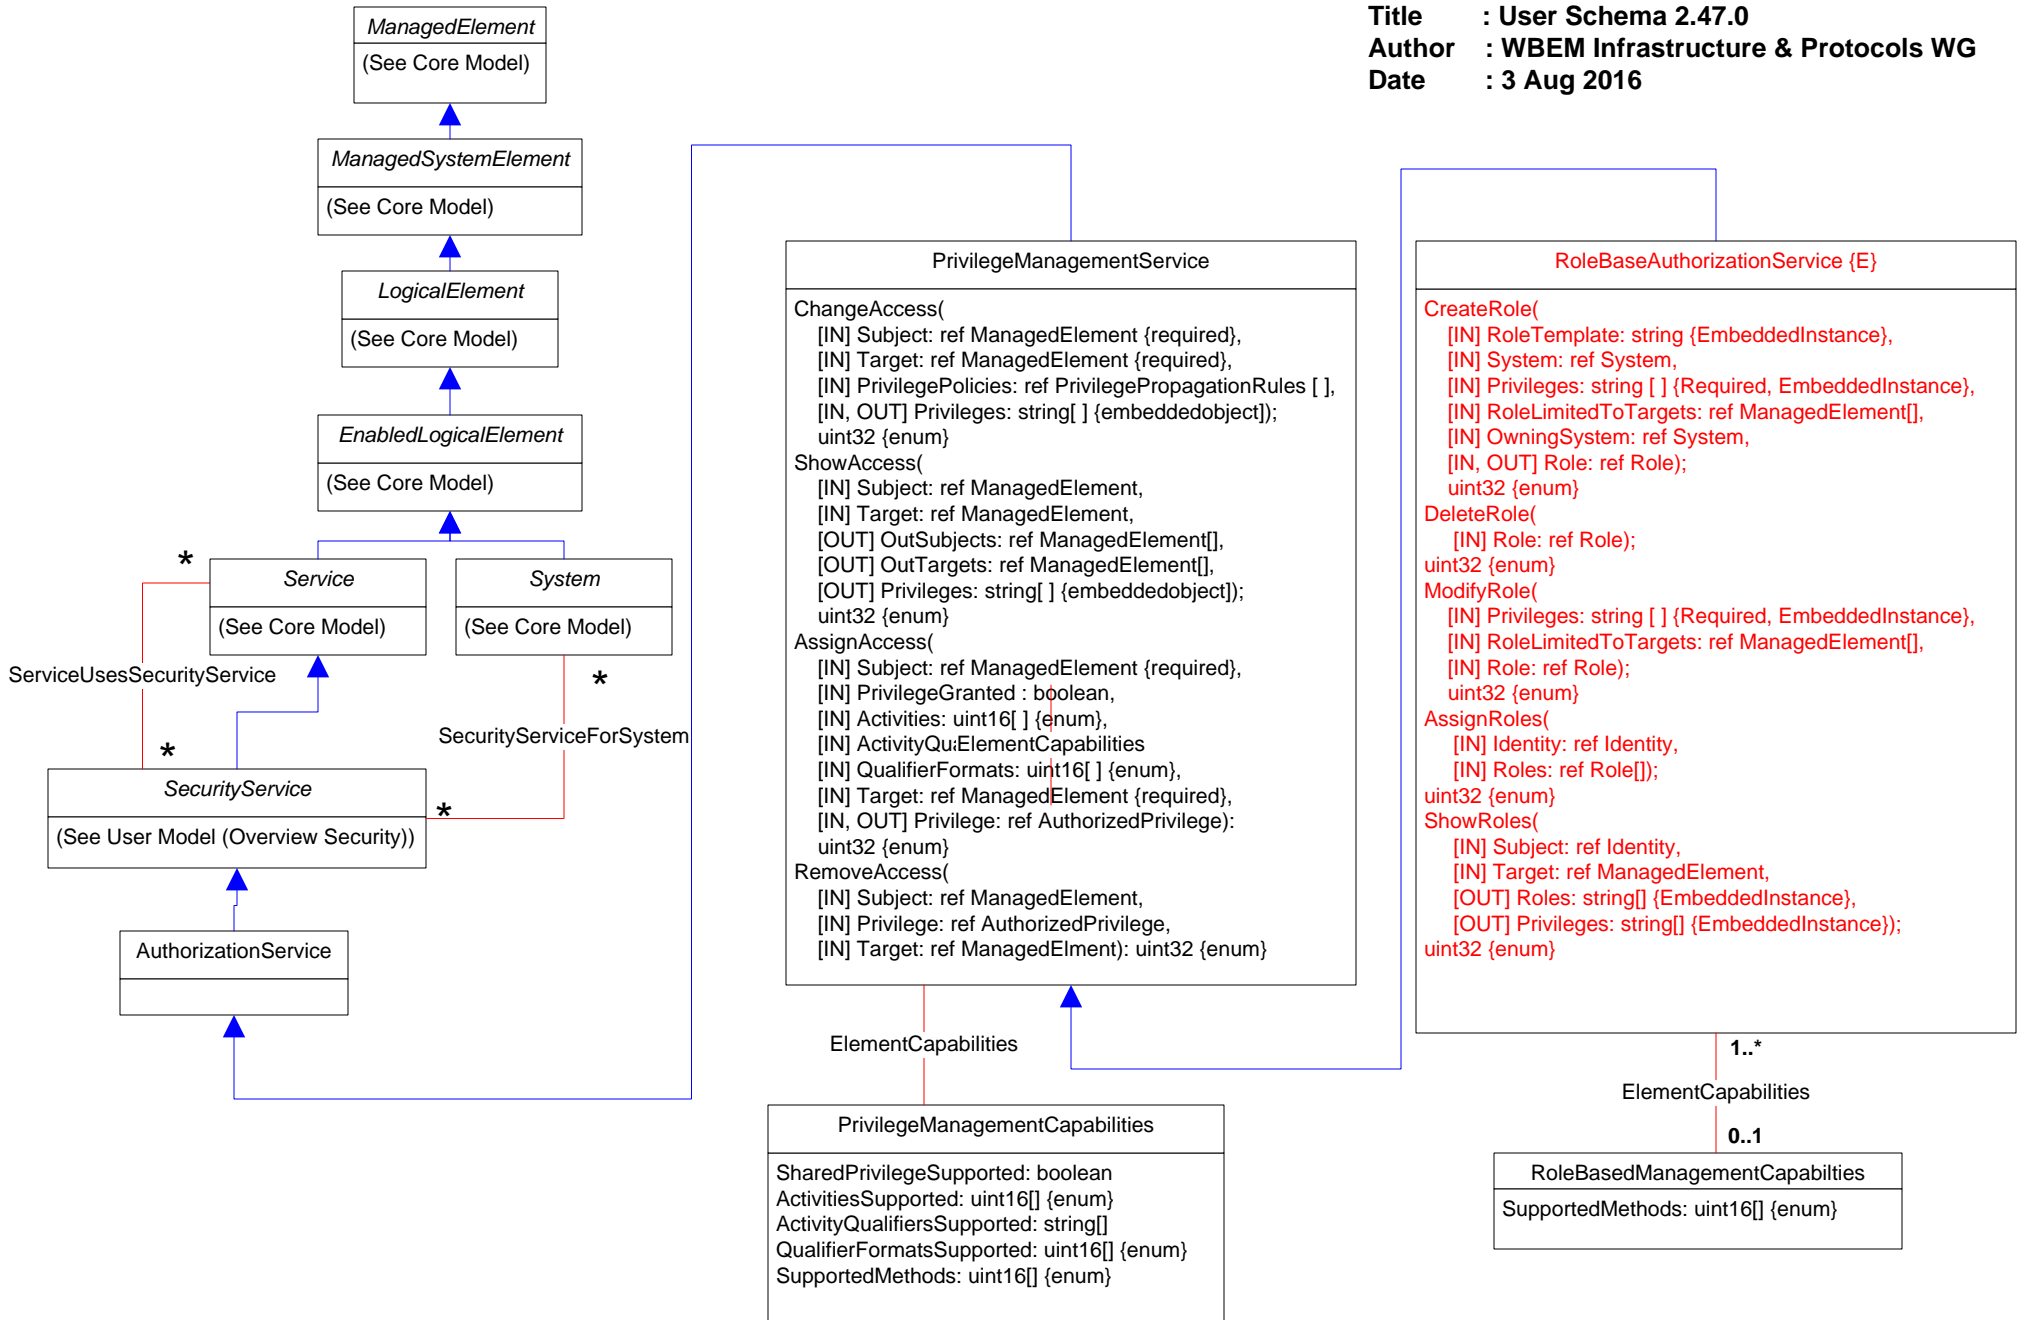 Title : User Schema 2.47.0
Author : WBEM Infrastructure & Protocols WG
Date : 3 Aug 2016
ManagedElement
(See Core Model)
ManagedSystemElement
(See Core Model)
LogicalElement
(See Core Model)
EnabledLogicalElement
(See Core Model)
*
Service
(See Core Model)
System
(See Core Model)
ServiceUsesSecurityService
*
SecurityServiceForSystem
*
SecurityService
*
(See User Model (Overview Security))
AuthorizationService
PrivilegeManagementService
ChangeAccess(
[IN] Subject: ref ManagedElement {required},
[IN] Target: ref ManagedElement {required},
[IN] PrivilegePolicies: ref PrivilegePropagationRules [ ],
[IN, OUT] Privileges: string[ ] {embeddedobject]);
uint32 {enum}
ShowAccess(
[IN] Subject: ref ManagedElement,
[IN] Target: ref ManagedElement,
[OUT] OutSubjects: ref ManagedElement[],
[OUT] OutTargets: ref ManagedElement[],
[OUT] Privileges: string[ ] {embeddedobject]);
uint32 {enum}
AssignAccess(
[IN] Subject: ref ManagedElement {required},
[IN] PrivilegeGranted : boolean,
[IN] Activities: uint16[ ] {enum},
[IN] ActivityQu ElementCapabilities
[IN] QualifierFormats: uint16[ ] {enum},
[IN] Target: ref ManagedElement {required},
[IN, OUT] Privilege: ref AuthorizedPrivilege):
uint32 {enum}
RemoveAccess(
[IN] Subject: ref ManagedElement,
[IN] Privilege: ref AuthorizedPrivilege,
[IN] Target: ref ManagedElment): uint32 {enum}
ElementCapabilities
PrivilegeManagementCapabilities
SharedPrivilegeSupported: boolean
ActivitiesSupported: uint16[] {enum}
ActivityQualifiersSupported: string[]
QualifierFormatsSupported: uint16[] {enum}
SupportedMethods: uint16[] {enum}
RoleBaseAuthorizationService {E}
CreateRole(
[IN] RoleTemplate: string {EmbeddedInstance},
[IN] System: ref System,
[IN] Privileges: string [ ] {Required, EmbeddedInstance},
[IN] RoleLimitedToTargets: ref ManagedElement[],
[IN] OwningSystem: ref System,
[IN, OUT] Role: ref Role);
uint32 {enum}
DeleteRole(
[IN] Role: ref Role);
uint32 {enum}
ModifyRole(
[IN] Privileges: string [ ] {Required, EmbeddedInstance},
[IN] RoleLimitedToTargets: ref ManagedElement[],
[IN] Role: ref Role);
uint32 {enum}
AssignRoles(
[IN] Identity: ref Identity,
[IN] Roles: ref Role[]);
uint32 {enum}
ShowRoles(
[IN] Subject: ref Identity,
[IN] Target: ref ManagedElement,
[OUT] Roles: string[] {EmbeddedInstance},
[OUT] Privileges: string[] {EmbeddedInstance});
uint32 {enum}
1..*
ElementCapabilities
0..1
RoleBasedManagementCapabilties
SupportedMethods: uint16[] {enum}